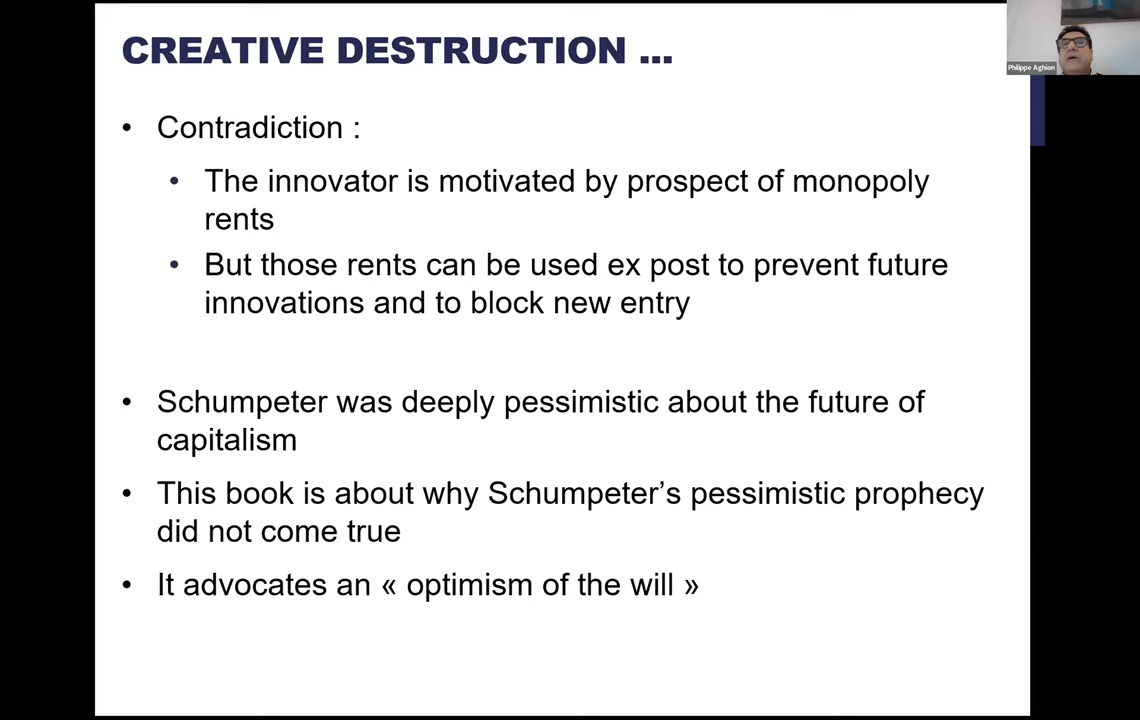 CREATIVE DESTRUCTION ...
Philippe Aghion
• Contradiction :
• The innovator is motivated by prospect of monopoly
rents
• But those rents can be used ex post to prevent future
innovations and to block new entry
• Schumpeter was deeply pessimistic about the future of
capitalism
• This book is about why Schumpeter’s pessimistic prophecy
did not come true
• It advocates an « optimism of the will »